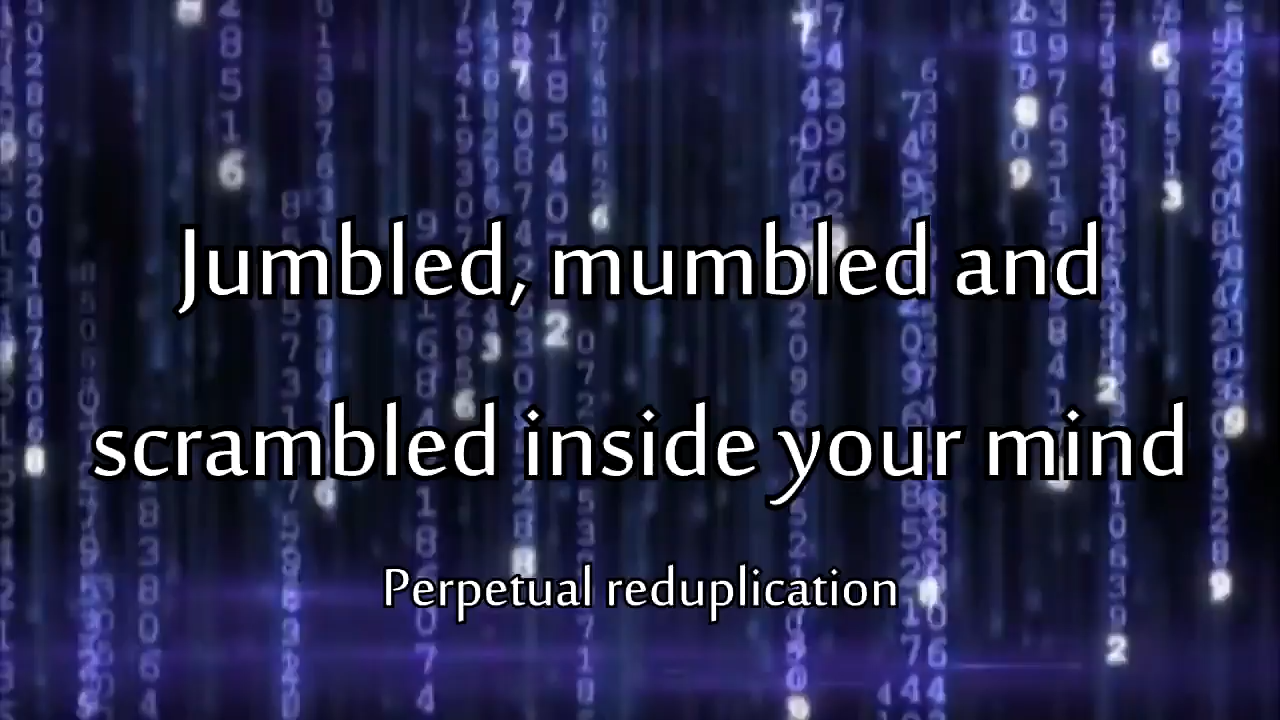 Jumbled, mumbled and
scrambled inside your mind
Perpetual reduplication